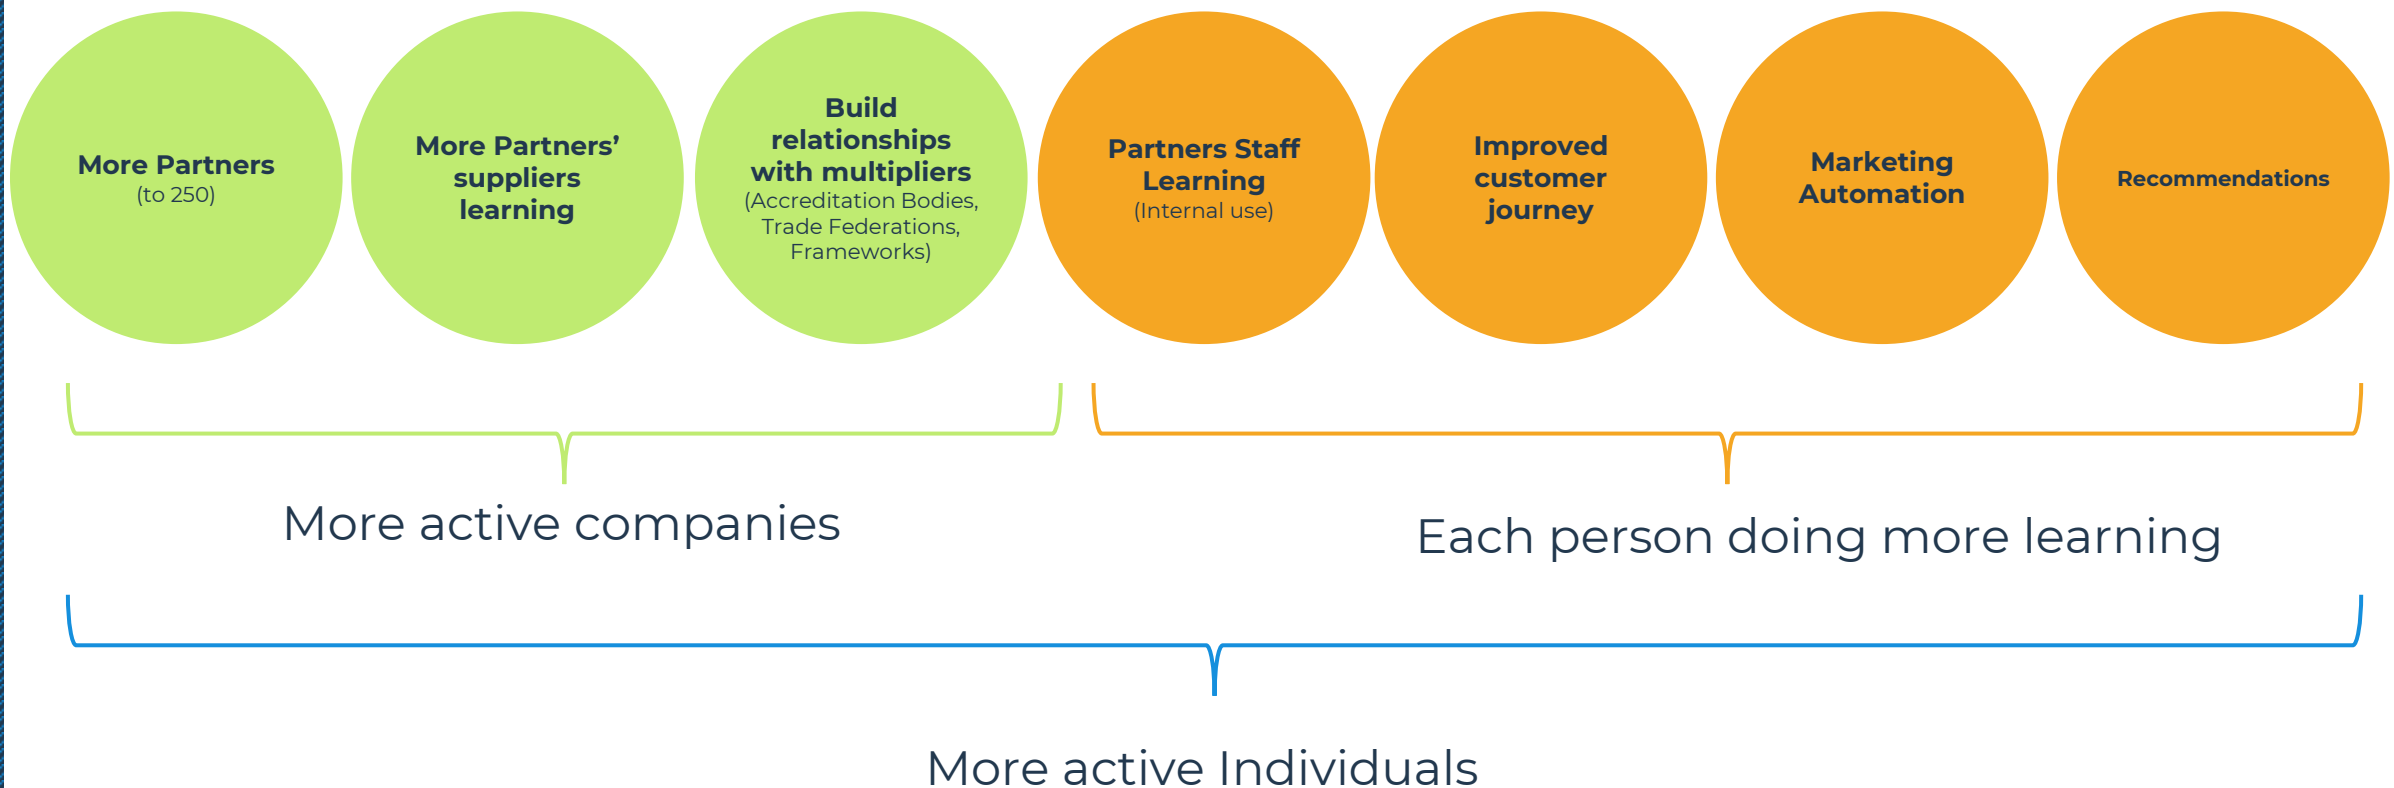 More Partners
(to 250)
More Partners’
suppliers
learning
Build
relationships
with multipliers
(Accreditation Bodies,
Trade Federations,
Frameworks)
Partners Staff
Learning
(Internal use)
Improved
customer
journey
Marketing
Automation
Recommendations
More active companies
Each person doing more learning
More active Individuals